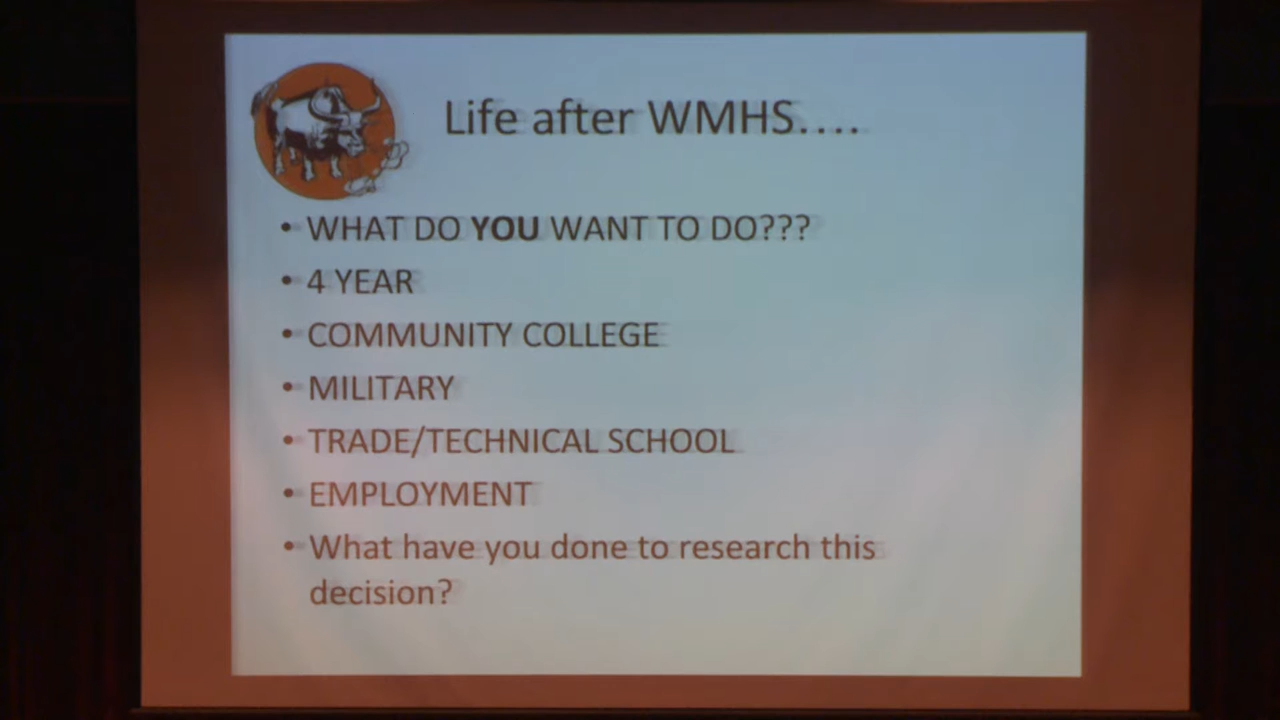 Life after WMHS....
• WHAT DO YOU WANT TO DO???
• 4 YEAR
• COMMUNITY COLLEGE
• MILITARY
• TRADE/TECHNICAL SCHOOL
• EMPLOYMENT
• What have you done to research this
decision?